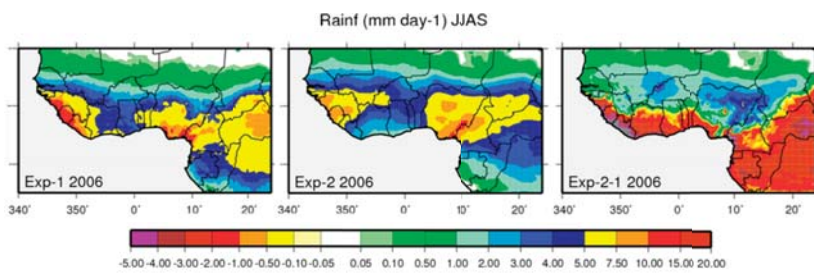 Rainf (mm day-1) JJAS
Exp-1 2006 Exp-2 2006 Exp-2-1 2006
340˚ 350˚ 0˚ 10˚ 20˚ 340˚ 350˚ 0˚ 10˚ 20˚ 340˚ 350˚ 0˚ 10˚ 20˚
-5.00 -4.00 -3.00 -2.00 -1.00 -0.50 -0.10 -0.05 0.05 0.10 0.50 1.00 2.00 3.00 4.00 5.00 7.50 10.00 15.00 20.00